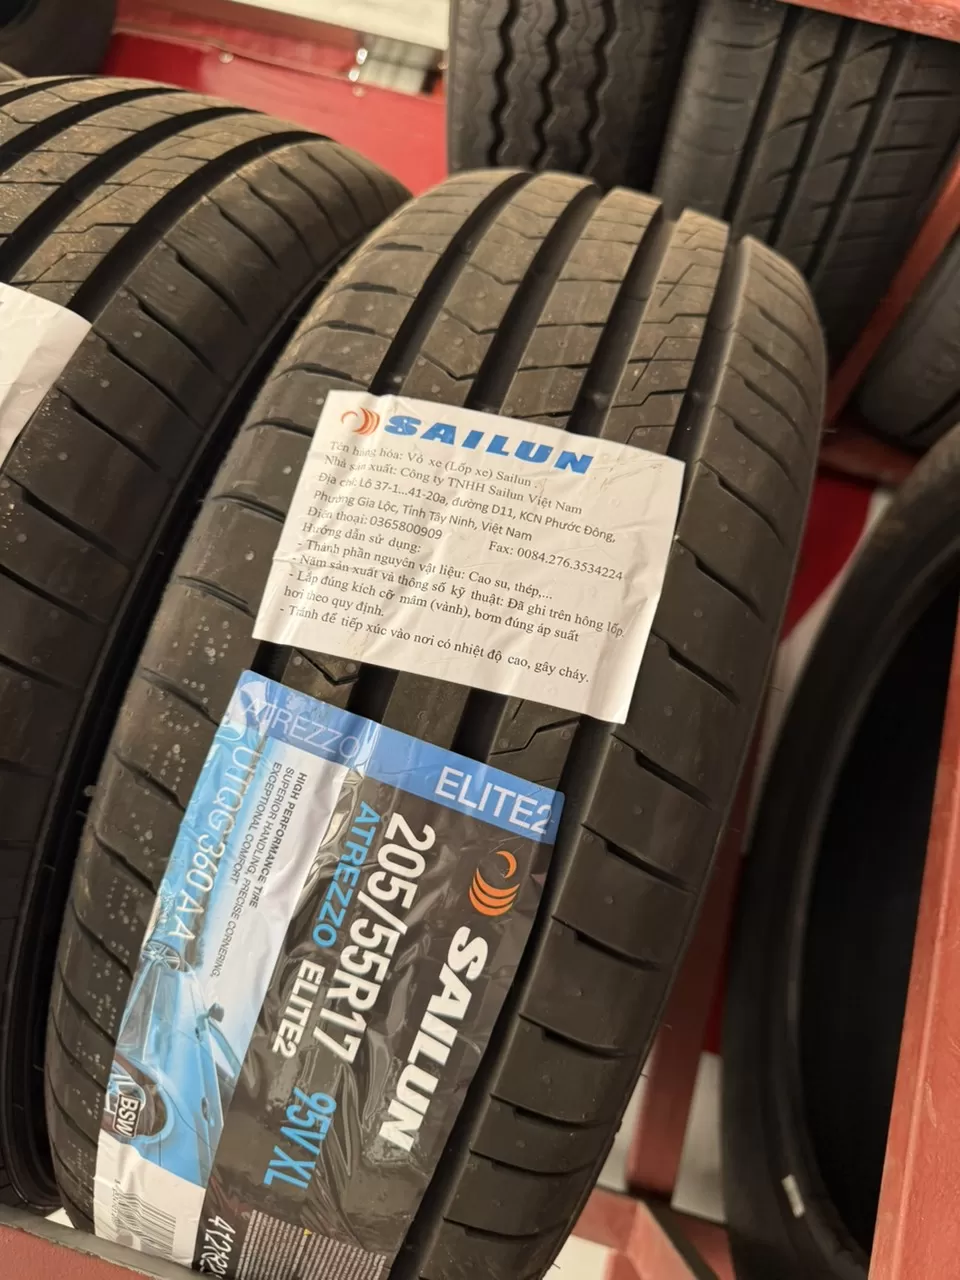 SAILUN
Tên hàng hóa: Vỏ xe (Lốp xe) Sailun .
Nhà sản xuất: Công ty TNHH Sailun Việt Nam
Địa chỉ: Lô 37-1...41-20a, đường D11, KCN Phước Đông,
Phường Gia Lộc, Tỉnh Tây Ninh, Việt Nam
Điện thoại: 0365800909 Fax: 0084.276.3534224
Hướng dẫn sử dụng:
- Thành phần nguyên vật liệu: Cao su, thép,...
- Năm sản xuất và thông số kỹ thuật: Đã ghi trên hông lốp.
- Lắp đúng kích cỡ mâm (vành), bơm đúng áp suất
hơi theo quy định.
- Tránh để tiếp xúc vào nơi có nhiệt độ cao, gây cháy.
ATREZZO ELITE2
SAILUN
205/55R17 95V XL
ATREZZO ELITE2
HIGH PERFORMANCE TIRE
SUPERIOR HANDLING, PRECISE CORNERING,
EXCEPTIONAL COMFORT
UTQG 360 A A
BSW